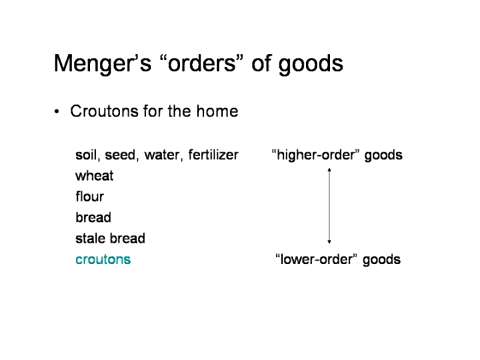 Menger's “orders” of goods
• Croutons for the home
soil, seed, water, fertilizer “higher-order” goods
wheat
flour
bread
stale bread
croutons “lower-order” goods